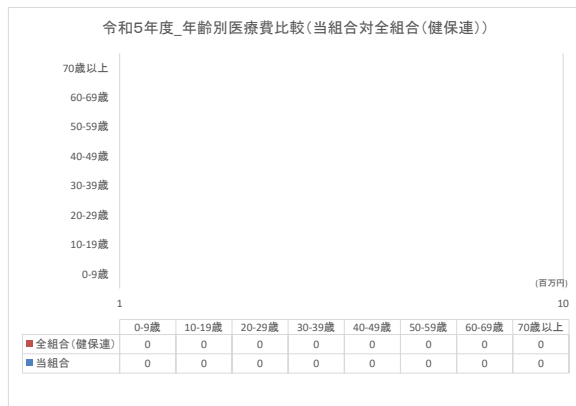 令和5年度_年齢別医療費比較(当組合対全組合(健保連))
70歳以上
60-69歳
50-59歳
40-49歳
30-39歳
20-29歳
10-19歳
0-9歳
(百万円)
1 10
0-9歳 10-19歳 20-29歳 30-39歳 40-49歳 50-59歳 60-69歳 70歳以上
全組合(健保連) 0 0 0 0 0 0 0 0
当組合 0 0 0 0 0 0 0 0